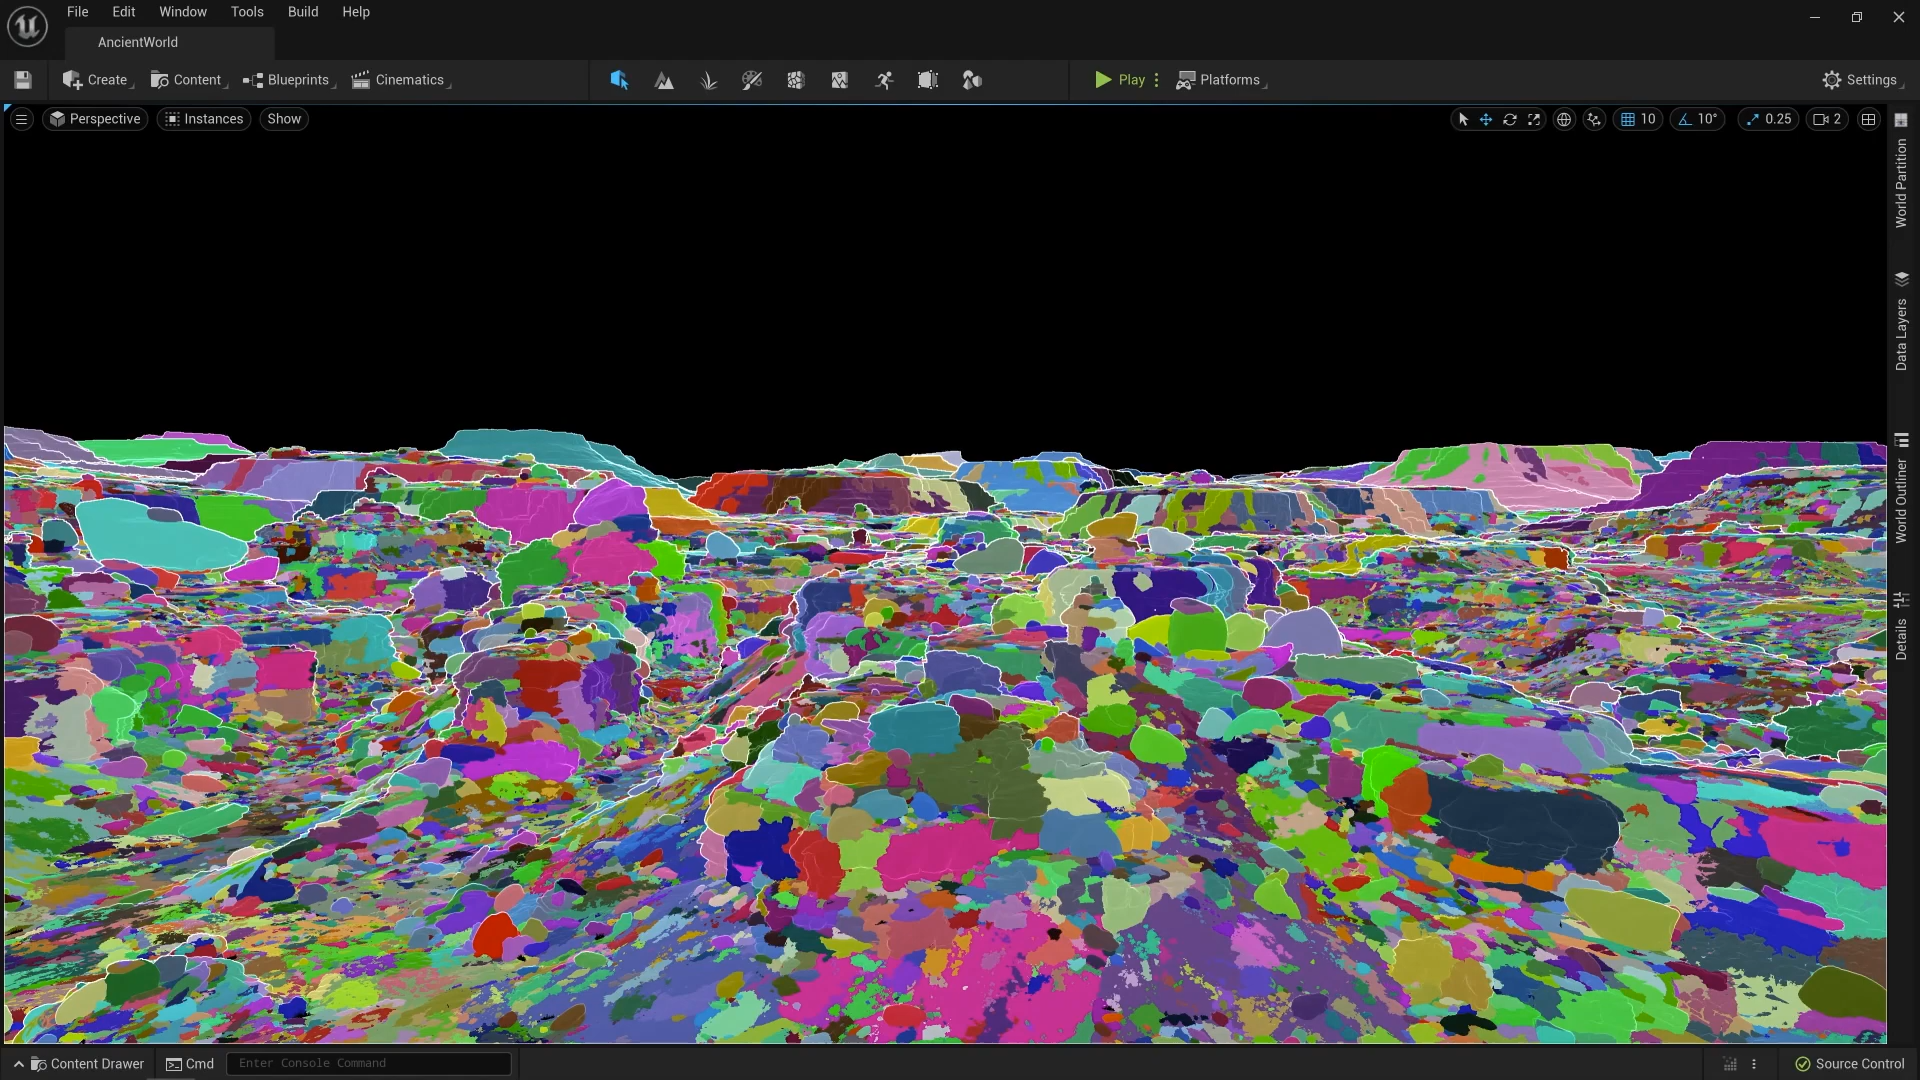 File Edit Window Tools Build Help
AncientWorld
Create Content Blueprints Cinematics Play Platforms Settings
Perspective Instances Show 10 10° 0.25 2
World Partition
Data Layers
World Outliner
Details
Content Drawer Cmd Enter Console Command Source Control